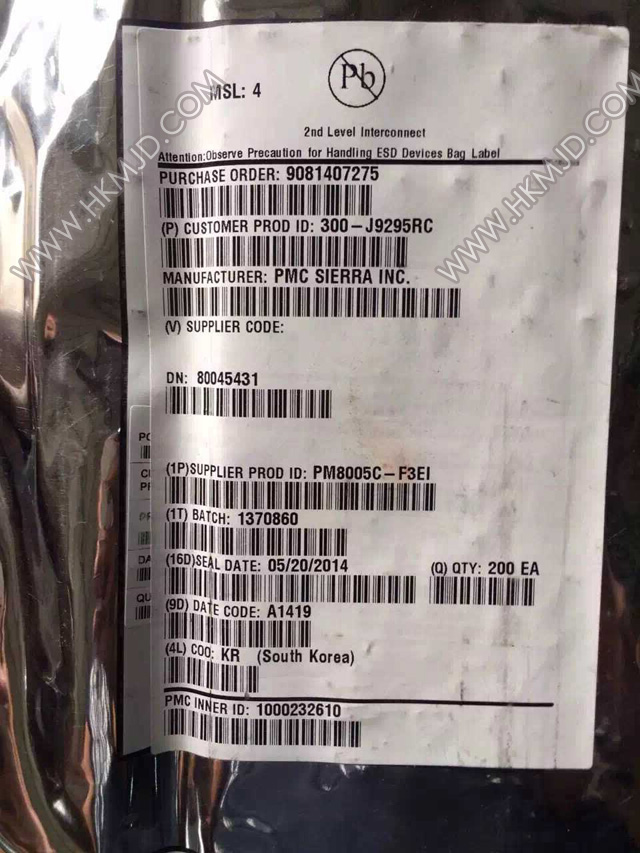 MSL: 4
Pb
2nd Level Interconnect
Attention:Observe Precaution for Handling ESD Devices Bag Label
PURCHASE ORDER: 9081407275
(P) CUSTOMER PROD ID: 300-J9295RC
MANUFACTURER: PMC SIERRA INC.
(V) SUPPLIER CODE:
DN: 80045431
(1P)SUPPLIER PROD ID: PM8005C-F3EI
(1T) BATCH: 1370860
(16D)SEAL DATE: 05/20/2014 (Q) QTY: 200 EA
(9D) DATE CODE: A1419
(4L) COO: KR (South Korea)
PMC INNER ID: 1000232610
WWW.HKMJD.COM
WWW.HKMJD.COM